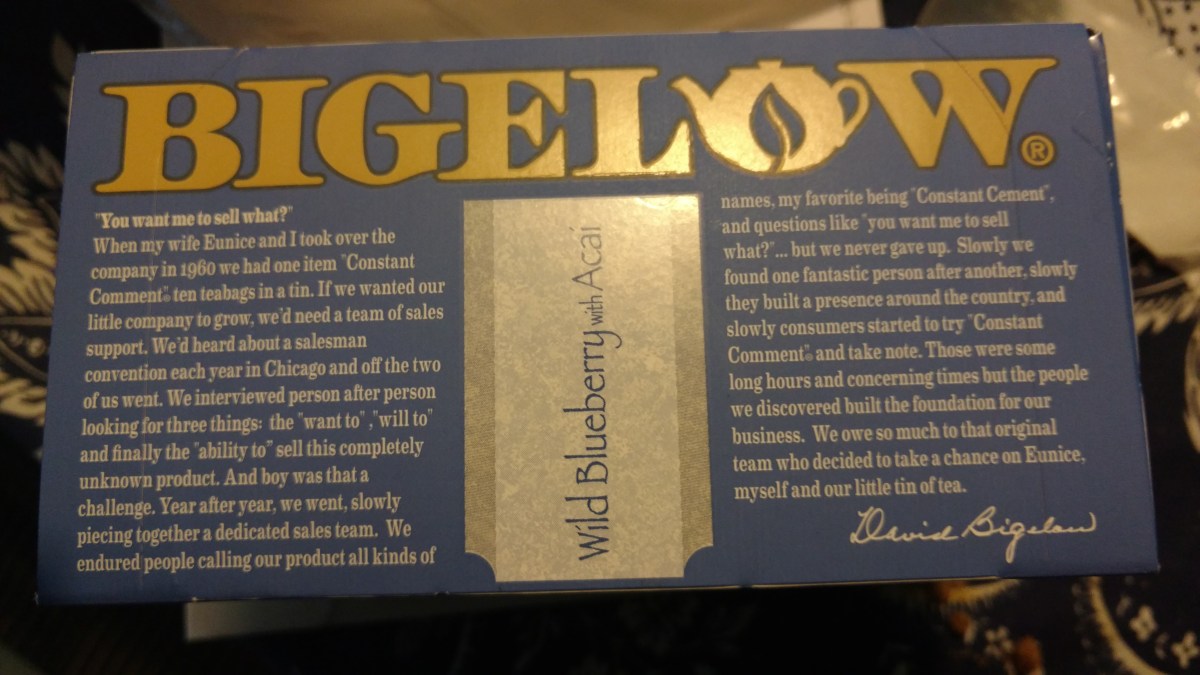 BIGELOW®
"You want me to sell what?"
When my wife Eunice and I took over the
company in 1960 we had one item "Constant
Comment"® ten teabags in a tin. If we wanted our
little company to grow, we'd need a team of sales
support. We'd heard about a salesman
convention each year in Chicago and off the two
of us went. We interviewed person after person
looking for three things: the "want to" ,"will to"
and finally the "ability to" sell this completely
unknown product. And boy was that a
challenge. Year after year, we went, slowly
piecing together a dedicated sales team. We
endured people calling our product all kinds of
Wild Blueberry with Acai
names, my favorite being "Constant Cement",
and questions like "you want me to sell
what?"... but we never gave up. Slowly we
found one fantastic person after another, slowly
they built a presence around the country, and
slowly consumers started to try "Constant
Comment"® and take note. Those were some
long hours and concerning times but the people
we discovered built the foundation for our
business. We owe so much to that original
team who decided to take a chance on Eunice,
myself and our little tin of tea.
David Bigelow